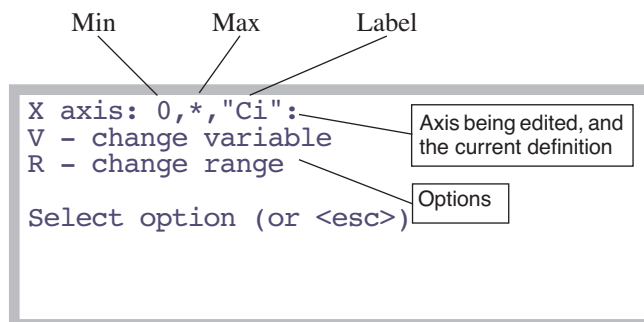 Min Max Label
X axis: 0,*,"Ci":
V – change variable
R – change range
Select option (or <esc>)
Axis being edited, and
the current definition
Options